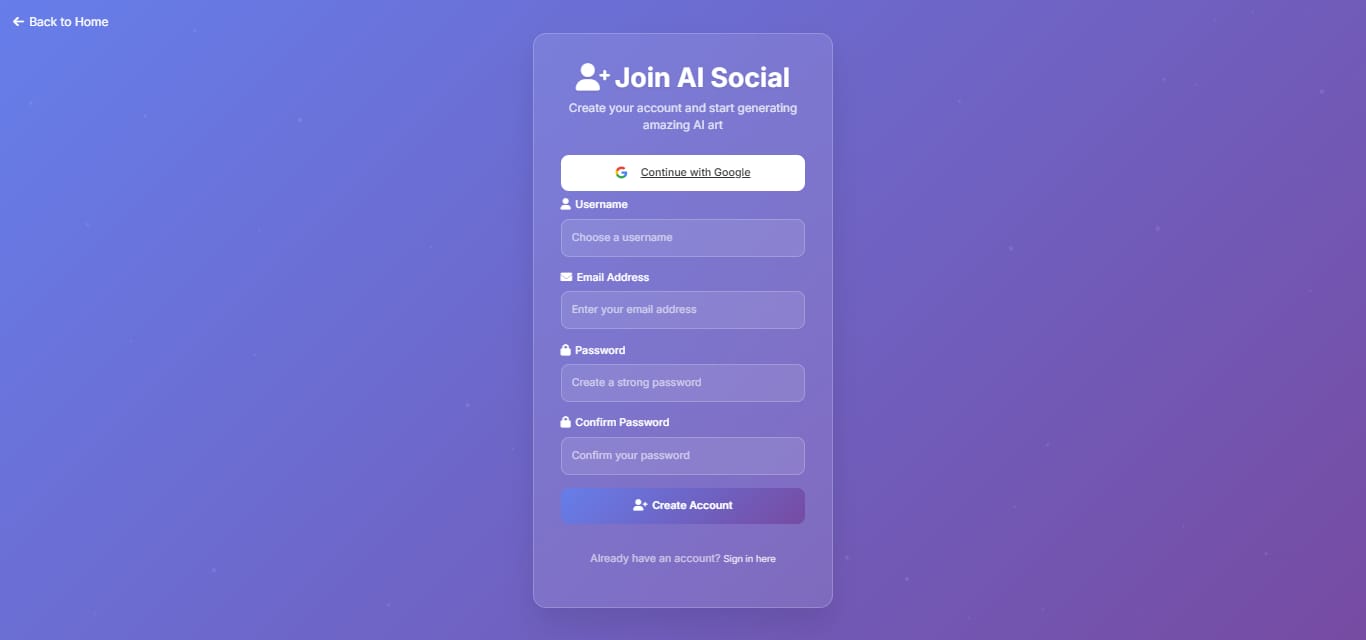 Back to Home
Join AI Social
Create your account and start generating
amazing AI art
Continue with Google
Username
Choose a username
Email Address
Enter your email address
Password
Create a strong password
Confirm Password
Confirm your password
Create Account
Already have an account? Sign in here